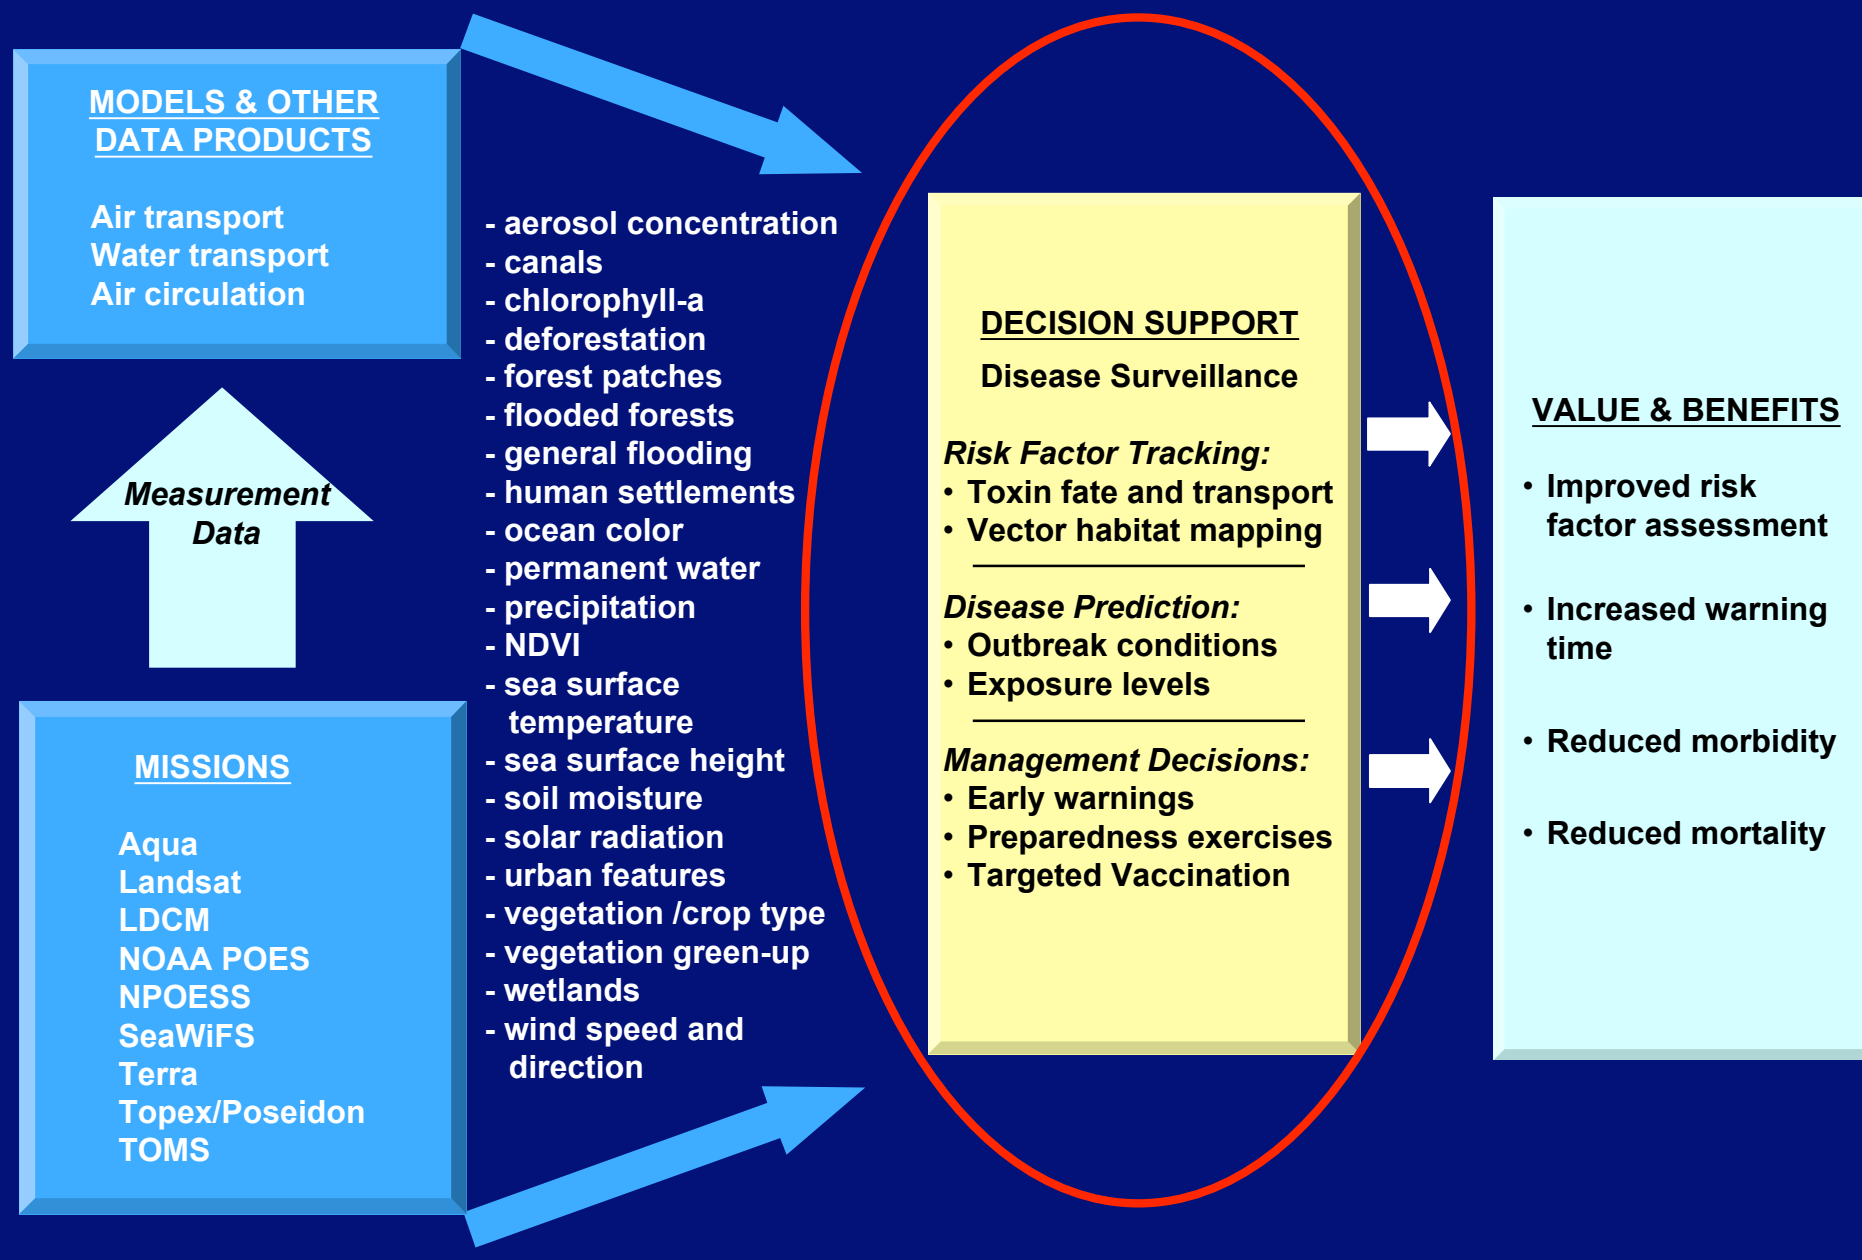 MODELS & OTHER
DATA PRODUCTS
Air transport
Water transport
Air circulation
Measurement
Data
MISSIONS
Aqua
Landsat
LDCM
NOAA POES
NPOESS
SeaWiFS
Terra
Topex/Poseidon
TOMS
- aerosol concentration
- canals
- chlorophyll-a
- deforestation
- forest patches
- flooded forests
- general flooding
- human settlements
- ocean color
- permanent water
- precipitation
- NDVI
- sea surface
temperature
- sea surface height
- soil moisture
- solar radiation
- urban features
- vegetation /crop type
- vegetation green-up
- wetlands
- wind speed and
direction
DECISION SUPPORT
Disease Surveillance
Risk Factor Tracking:
• Toxin fate and transport
• Vector habitat mapping
Disease Prediction:
• Outbreak conditions
• Exposure levels
Management Decisions:
• Early warnings
• Preparedness exercises
• Targeted Vaccination
VALUE & BENEFITS
• Improved risk
factor assessment
• Increased warning
time
• Reduced morbidity
• Reduced mortality